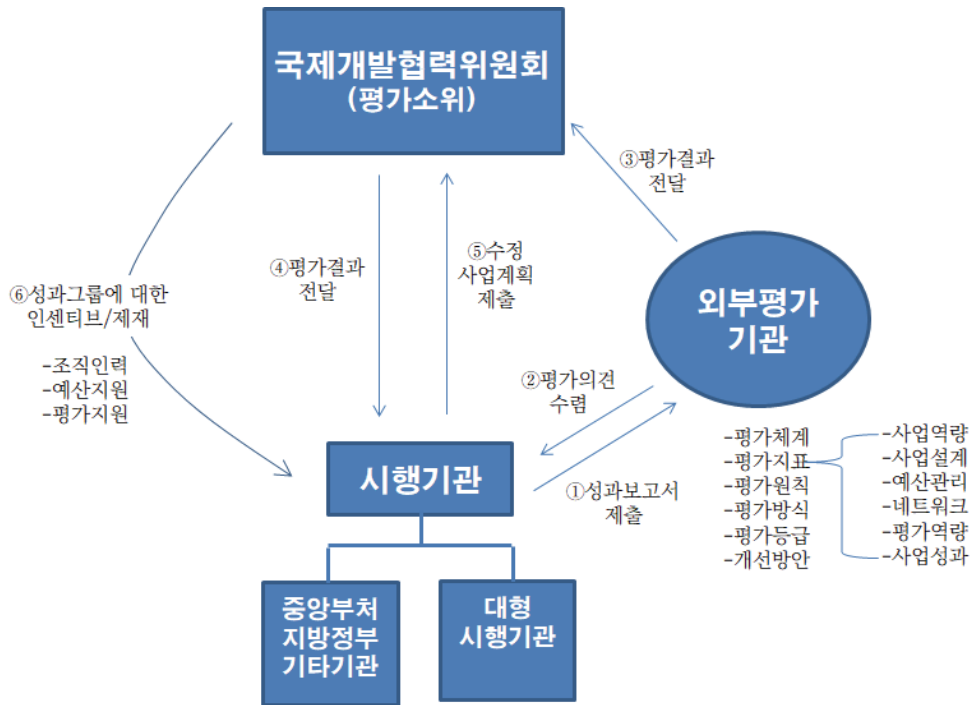 국제개발협력위원회
(평가소위)
③평가결과
전달
④평가결과
전달
⑤수정
사업계획
제출
⑥성과그룹에 대한
인센티브/제재
-조직인력
-예산지원
-평가지원
외부평가
기관
②평가의견
수렴
①성과보고서
제출
시행기관
-평가체계
-평가지표
-평가원칙
-평가방식
-평가등급
-개선방안
-사업역량
-사업설계
-예산관리
-네트워크
-평가역량
-사업성과
중앙부처
지방정부
기타기관
대형
시행기관